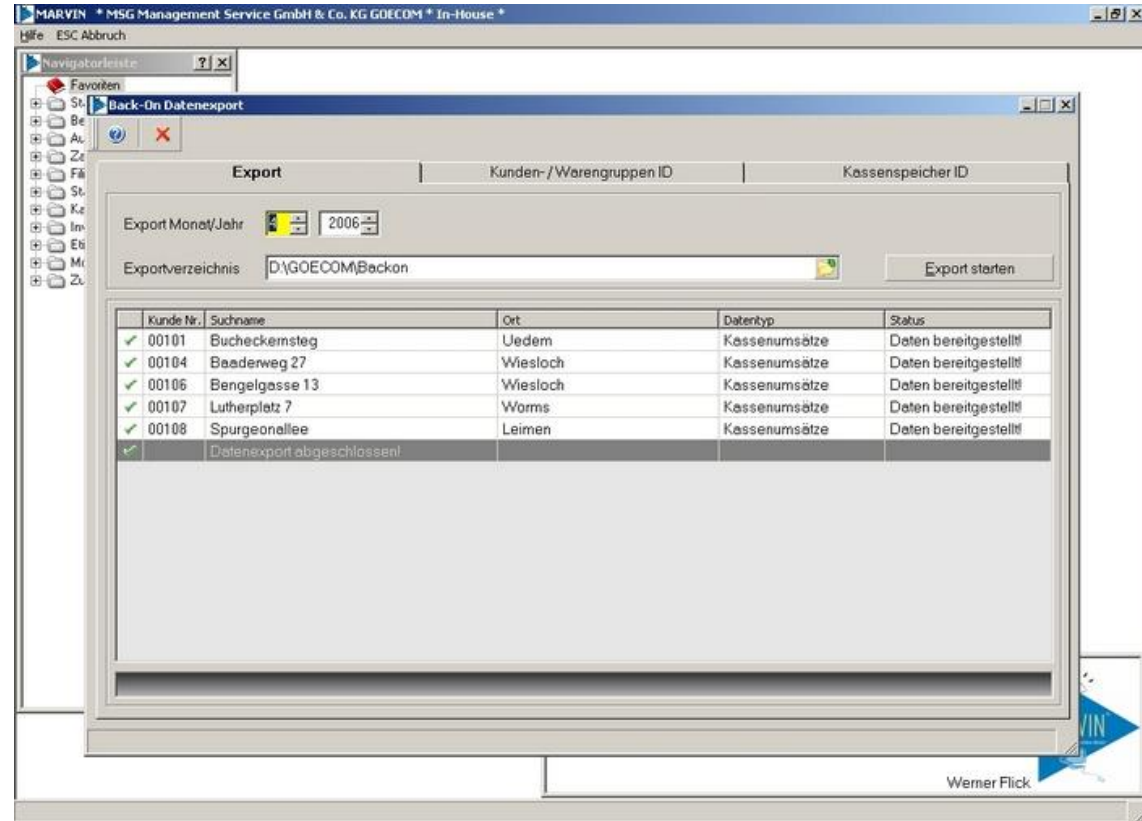 MARVIN * MSG Management Service GmbH & Co. KG GOECOM * In-House *
Hilfe ESC Abbruch
Navigatorleiste
Favoriten
Back-On Datenexport
Export Kunden-/Warengruppen ID Kassenspeicher ID
Export Monat/Jahr 4 2006
Exportverzeichnis D:\GOECOM\Backon Export starten
Kunde Nr. Suchname Ort Datentyp Status
00101 Bucheckernsteg Uedem Kassenumsätze Daten bereitgestellt!
00104 Baaderweg 27 Wiesloch Kassenumsätze Daten bereitgestellt!
00106 Bengelgasse 13 Wiesloch Kassenumsätze Daten bereitgestellt!
00107 Lutherplatz 7 Worms Kassenumsätze Daten bereitgestellt!
00108 Spurgeonallee Leimen Kassenumsätze Daten bereitgestellt!
Datenexport abgeschlossen!
Werner Flick